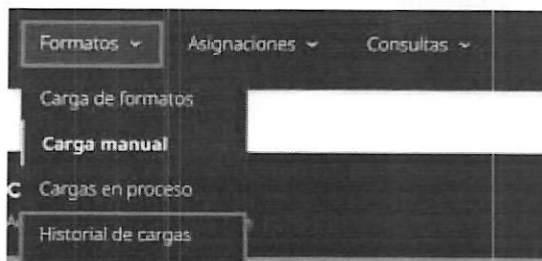 Formatos Asignaciones Consultas
Carga de formatos
Carga manual
Cargas en proceso
Historial de cargas